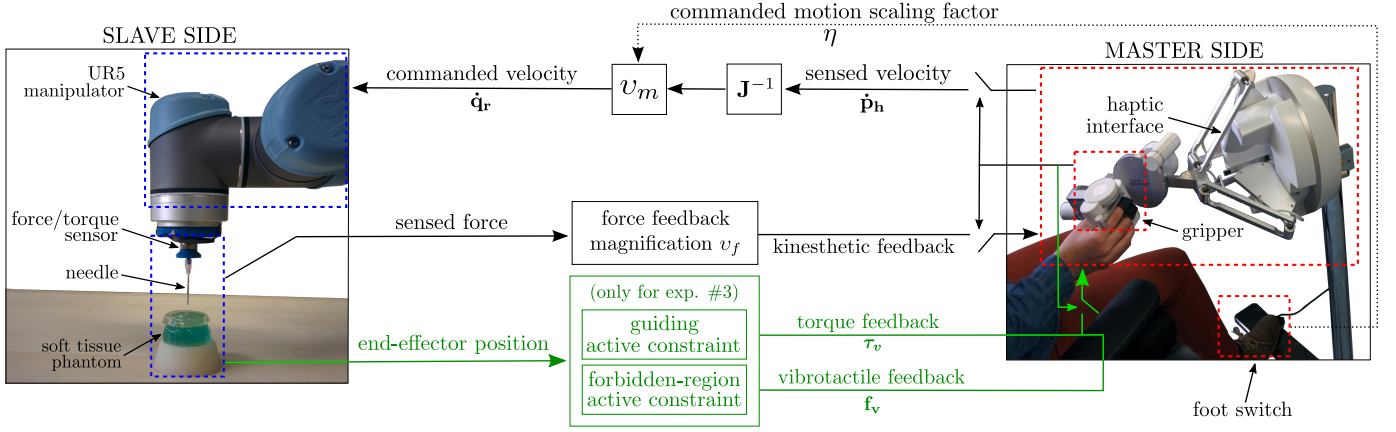 commanded motion scaling factor
η
SLAVE SIDE
MASTER SIDE
UR5
manipulator
commanded velocity
q̇r
υm
J⁻¹
sensed velocity
ṗh
haptic
interface
force/torque
sensor
sensed force
force feedback
magnification υf
kinesthetic feedback
gripper
needle
(only for exp. #3)
guiding
active constraint
torque feedback
τv
soft tissue
phantom
end-effector position
forbidden-region
active constraint
vibrotactile feedback
fv
foot switch